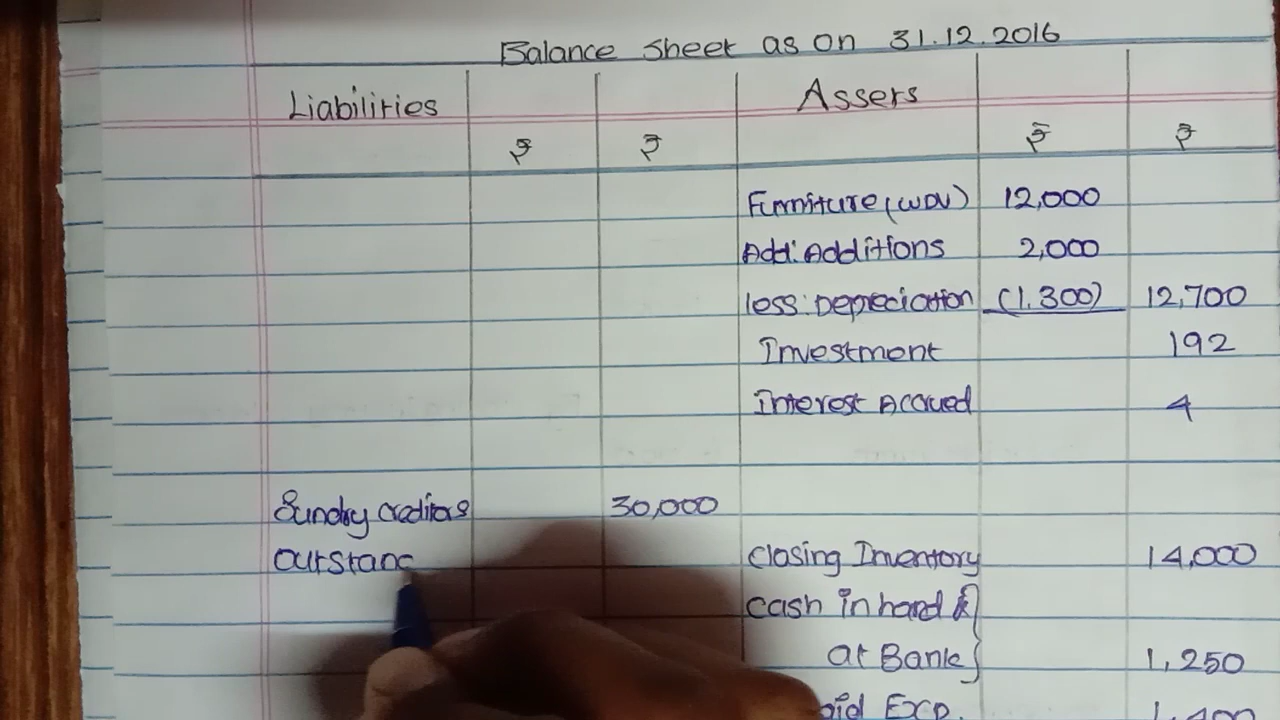 Balance Sheet as on 31.12.2016
Liabilities ₹ ₹ Assets ₹ ₹
Furniture (WDV) 12,000
Add: Additions 2,000
less: Depreciation (1,300) 12,700
Investment 192
Interest Accrued 4
Sundry creditors 30,000
Outstand Closing Inventory 14,000
Cash in hand &
at Bank 1,250
Exp.